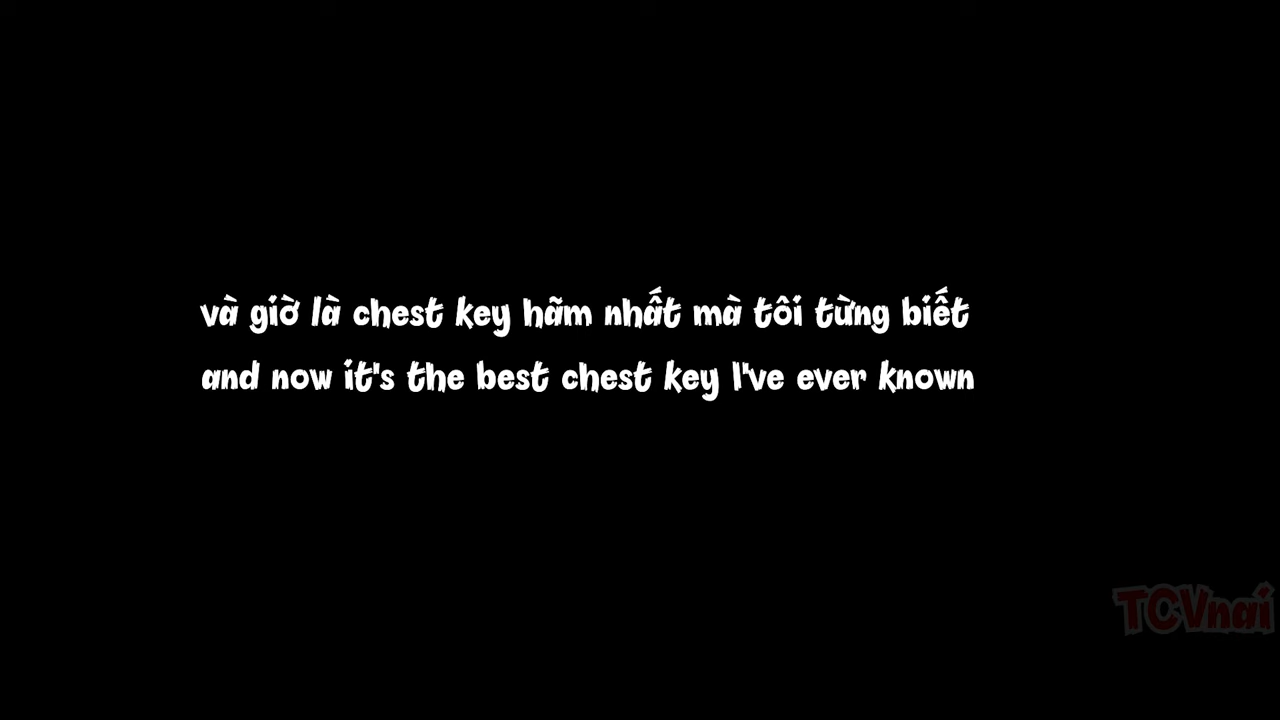 và giờ là chest key hãm nhất mà tôi từng biết
and now it's the best chest key I've ever known
TCVnai